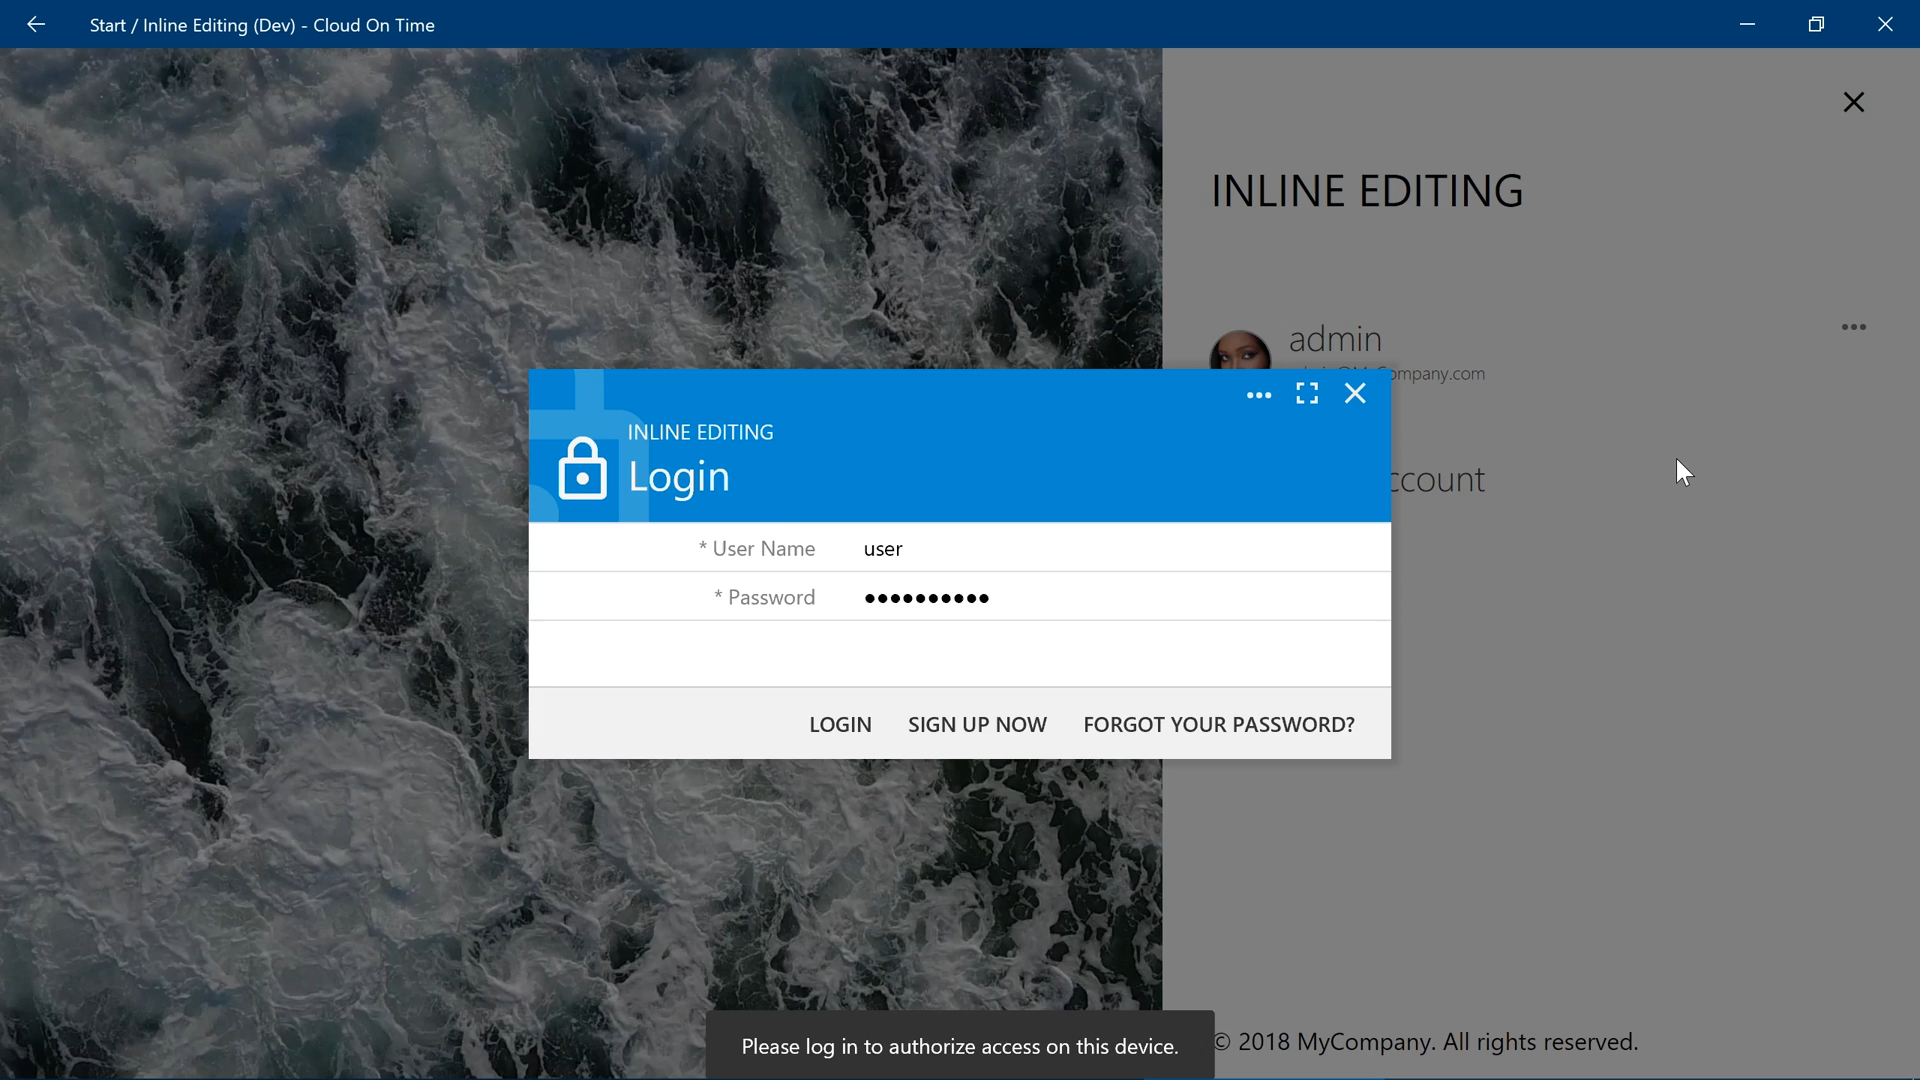 Start / Inline Editing (Dev) - Cloud On Time
INLINE EDITING
admin
mpany.com
INLINE EDITING
Login
ccount
* User Name user
* Password ••••••••••
LOGIN SIGN UP NOW FORGOT YOUR PASSWORD?
Please log in to authorize access on this device.
© 2018 MyCompany. All rights reserved.